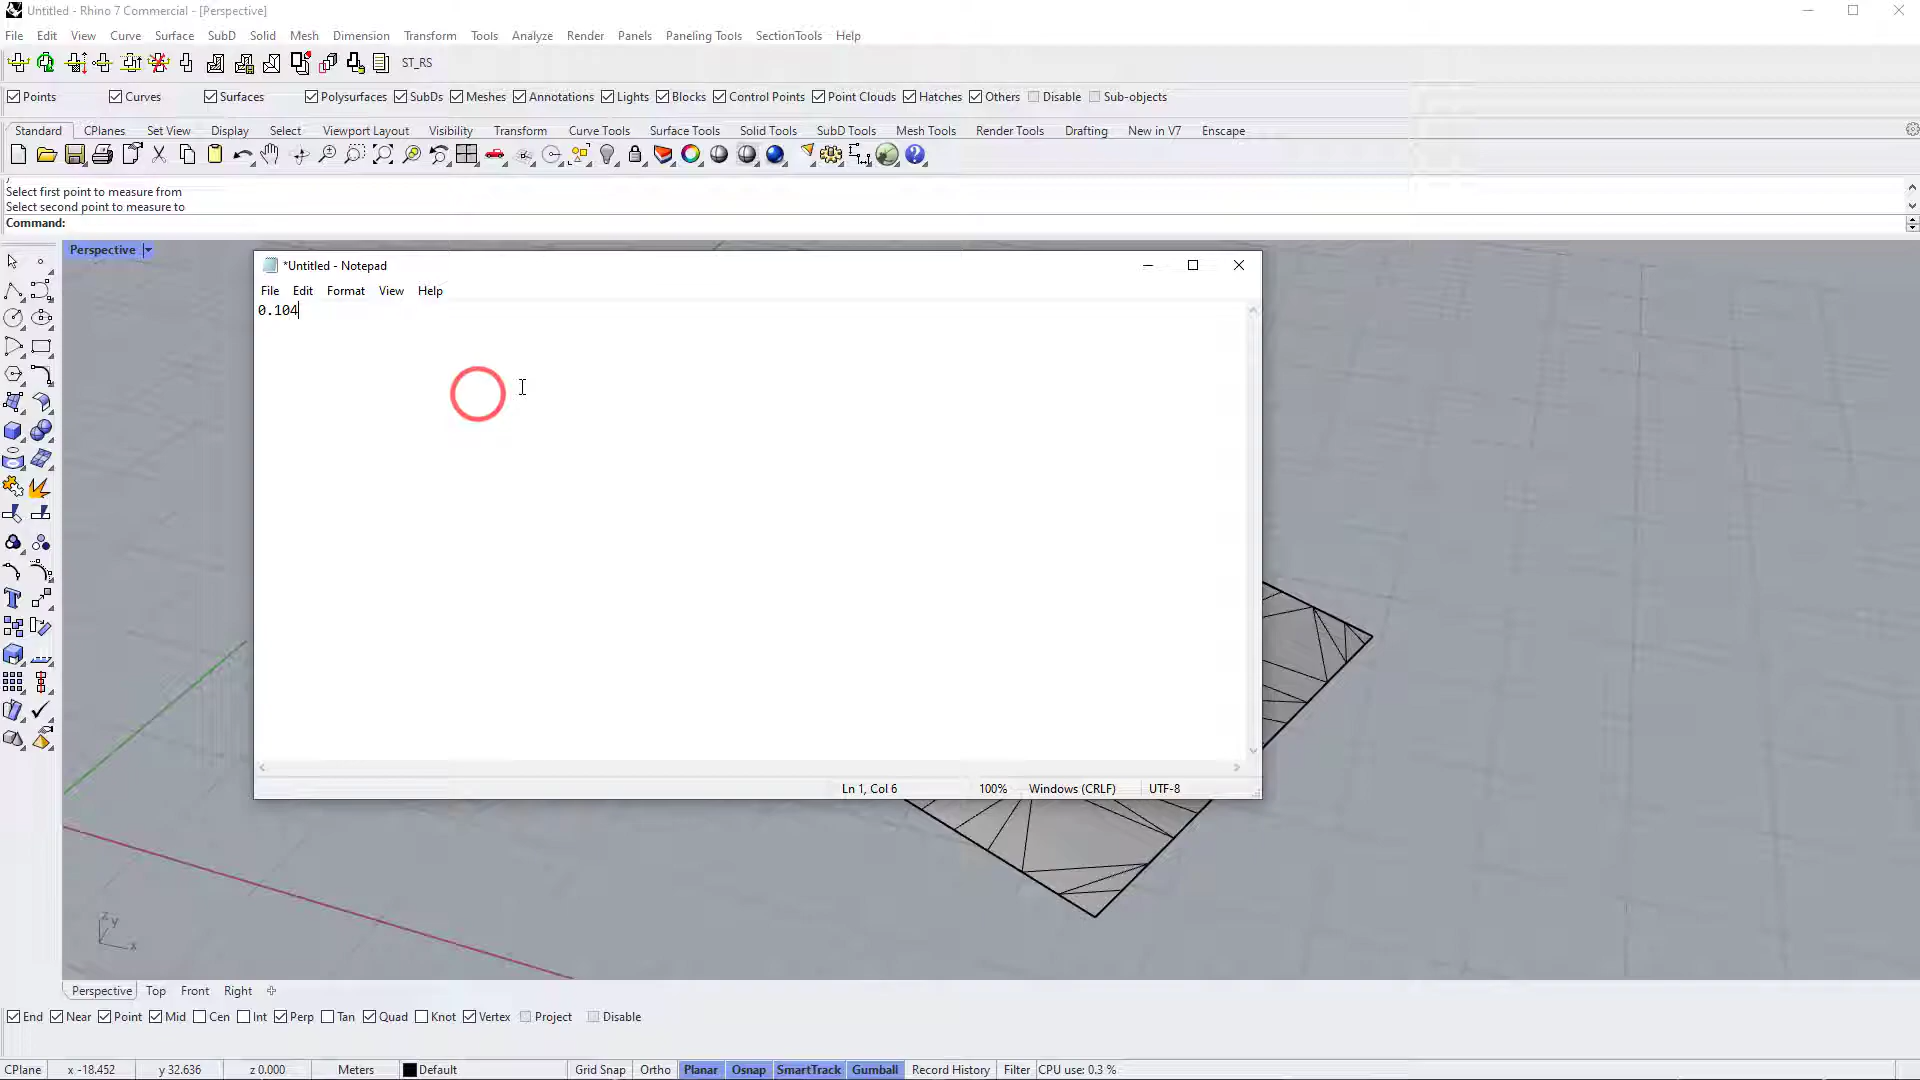 Untitled - Rhino 7 Commercial - [Perspective]
File Edit View Curve Surface SubD Solid Mesh Dimension Transform Tools Analyze Render Panels Paneling Tools SectionTools Help
ST_RS
Points Curves Surfaces Polysurfaces SubDs Meshes Annotations Lights Blocks Control Points Point Clouds Hatches Others Disable Sub-objects
Standard CPlanes Set View Display Select Viewport Layout Visibility Transform Curve Tools Surface Tools Solid Tools SubD Tools Mesh Tools Render Tools Drafting New in V7 Enscape
Select first point to measure from
Select second point to measure to
Command:
Perspective
*Untitled - Notepad
File Edit Format View Help
0.104
Ln 1, Col 6 100% Windows (CRLF) UTF-8
z y x
Perspective Top Front Right
End Near Point Mid Cen Int Perp Tan Quad Knot Vertex Project Disable
CPlane x -18.452 y 32.636 z 0.000 Meters Default Grid Snap Ortho Planar Osnap SmartTrack Gumball Record History Filter CPU use: 0.3 %